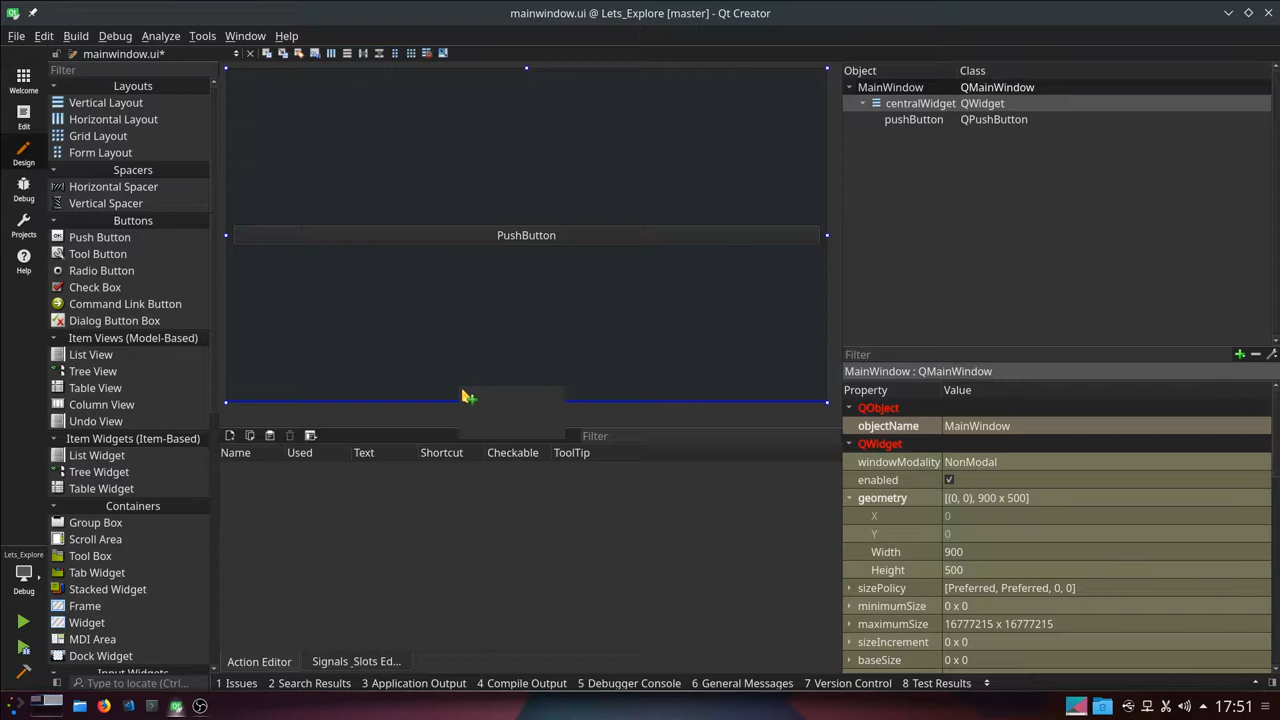 mainwindow.ui @ Lets_Explore [master] - Qt Creator
File Edit Build Debug Analyze Tools Window Help
mainwindow.ui*
Welcome
Edit
Design
Debug
Projects
Help
Lets_Explore
Debug
Filter
Layouts
Vertical Layout
Horizontal Layout
Grid Layout
Form Layout
Spacers
Horizontal Spacer
Vertical Spacer
Buttons
Push Button
Tool Button
Radio Button
Check Box
Command Link Button
Dialog Button Box
Item Views (Model-Based)
List View
Tree View
Table View
Column View
Undo View
Item Widgets (Item-Based)
List Widget
Tree Widget
Table Widget
Containers
Group Box
Scroll Area
Tool Box
Tab Widget
Stacked Widget
Frame
Widget
MDI Area
Dock Widget
Input Widgets
PushButton
Filter
Name Used Text Shortcut Checkable ToolTip
Action Editor Signals _Slots Ed...
Object Class
MainWindow QMainWindow
centralWidget QWidget
pushButton QPushButton
Filter
MainWindow : QMainWindow
Property Value
QObject
objectName MainWindow
QWidget
windowModality NonModal
enabled
geometry [(0, 0), 900 x 500]
X 0
Y 0
Width 900
Height 500
sizePolicy [Preferred, Preferred, 0, 0]
minimumSize 0 x 0
maximumSize 16777215 x 16777215
sizeIncrement 0 x 0
baseSize 0 x 0
Type to locate (Ctrl... 1 Issues 2 Search Results 3 Application Output 4 Compile Output 5 Debugger Console 6 General Messages 7 Version Control 8 Test Results
17:51